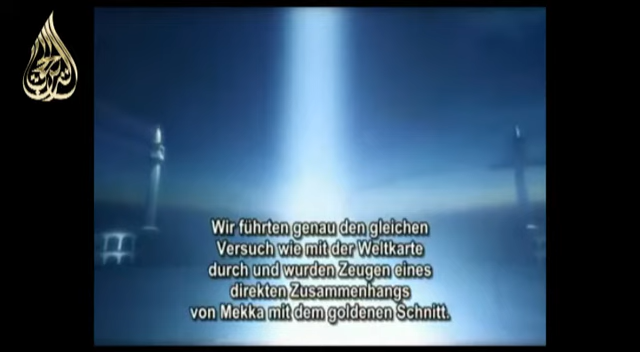 Wir führten genau den gleichen
Versuch wie mit der Weltkarte
durch und wurden Zeugen eines
direkten Zusammenhangs
von Mekka mit dem goldenen Schnitt.